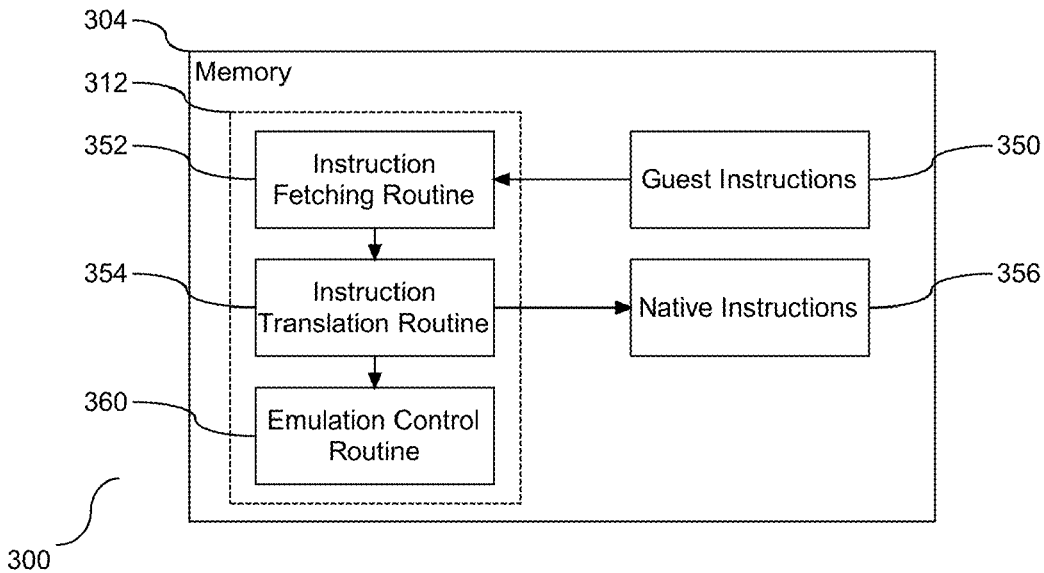 304
Memory
312
352
Instruction
Fetching Routine
Guest Instructions
350
354
Instruction
Translation Routine
Native Instructions
356
360
Emulation Control
Routine
300